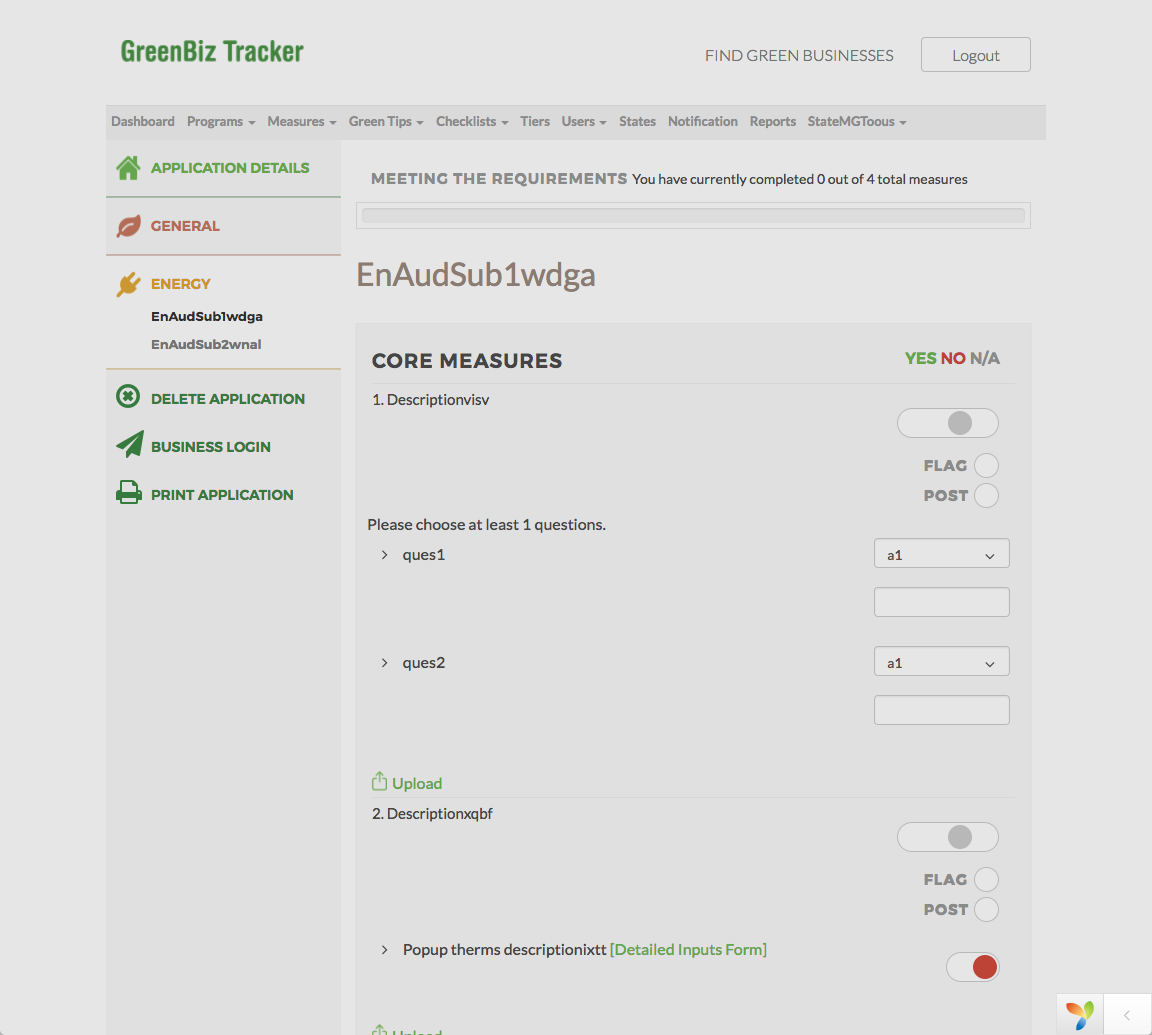 GreenBiz Tracker
FIND GREEN BUSINESSES
Logout
Dashboard Programs Measures Green Tips Checklists Tiers Users States Notification Reports StateMGToous
APPLICATION DETAILS
GENERAL
ENERGY
EnAudSub1wdga
EnAudSub2wnal
DELETE APPLICATION
BUSINESS LOGIN
PRINT APPLICATION
MEETING THE REQUIREMENTS You have currently completed 0 out of 4 total measures
EnAudSub1wdga
CORE MEASURES
YES NO N/A
1. Descriptionvisv
FLAG
POST
Please choose at least 1 questions.
ques1
a1
ques2
a1
Upload
2. Descriptionxqbf
FLAG
POST
Popup therms descriptionixtt [Detailed Inputs Form]
Upload